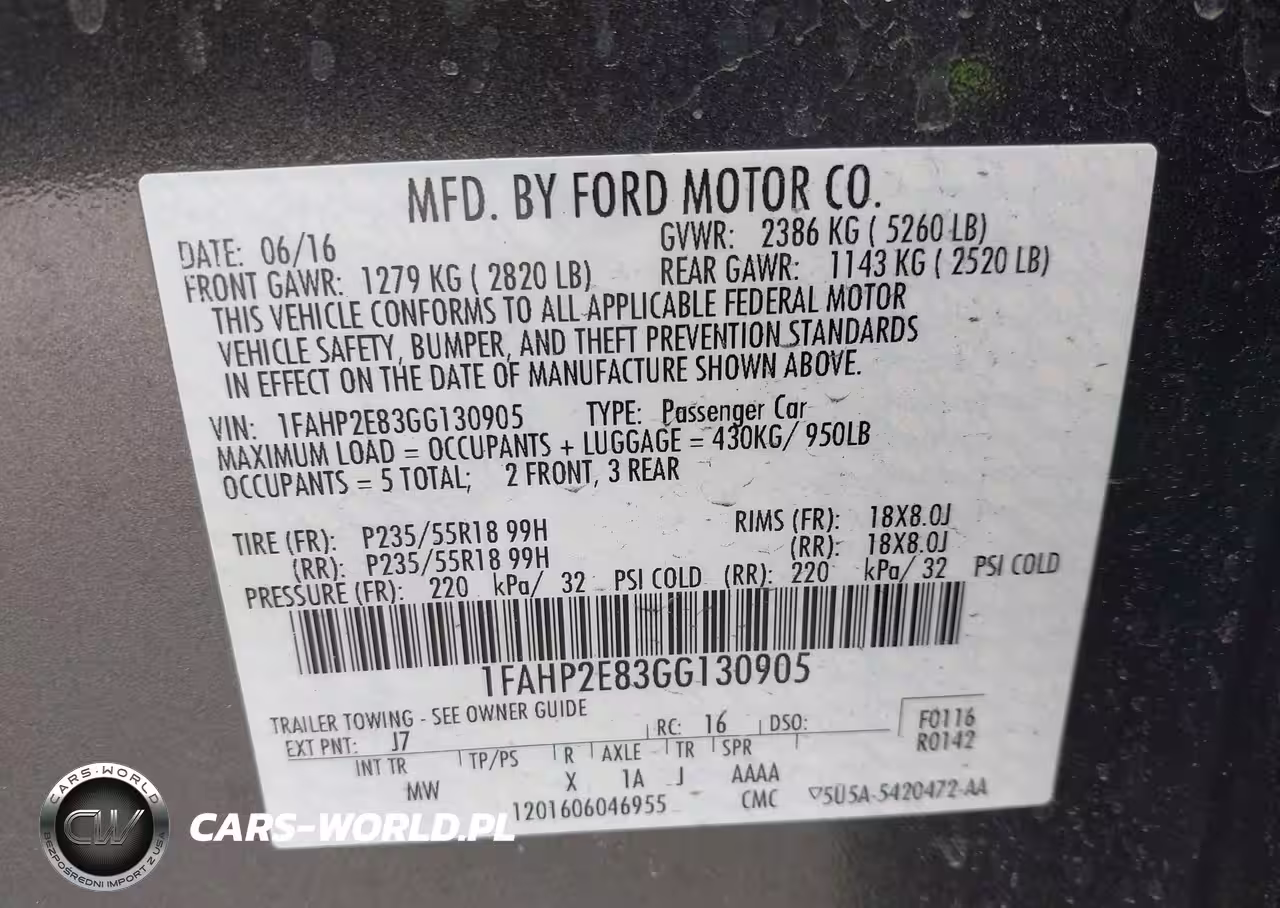 MFD. BY FORD MOTOR CO.
DATE: 06/16 GVWR: 2386 KG ( 5260 LB)
FRONT GAWR: 1279 KG ( 2820 LB) REAR GAWR: 1143 KG ( 2520 LB)
THIS VEHICLE CONFORMS TO ALL APPLICABLE FEDERAL MOTOR
VEHICLE SAFETY, BUMPER, AND THEFT PREVENTION STANDARDS
IN EFFECT ON THE DATE OF MANUFACTURE SHOWN ABOVE.
VIN: 1FAHP2E83GG130905 TYPE: Passenger Car
MAXIMUM LOAD = OCCUPANTS + LUGGAGE = 430KG/ 950LB
OCCUPANTS = 5 TOTAL; 2 FRONT, 3 REAR
TIRE (FR): P235/55R18 99H RIMS (FR): 18X8.0J
(RR): P235/55R18 99H (RR): 18X8.0J
PRESSURE (FR): 220 kPa/ 32 PSI COLD (RR): 220 kPa/ 32 PSI COLD
1FAHP2E83GG130905
TRAILER TOWING - SEE OWNER GUIDE
EXT PNT: J7 RC: 16 DSO: F0116
R0142
INT TR TP/PS R AXLE TR SPR
MW X 1A J AAAA
1201606046955 CMC ▽5U5A-5420472-AA
CARS-WORLD
CW
BEZPOŚREDNI IMPORT Z USA
CARS-WORLD.PL